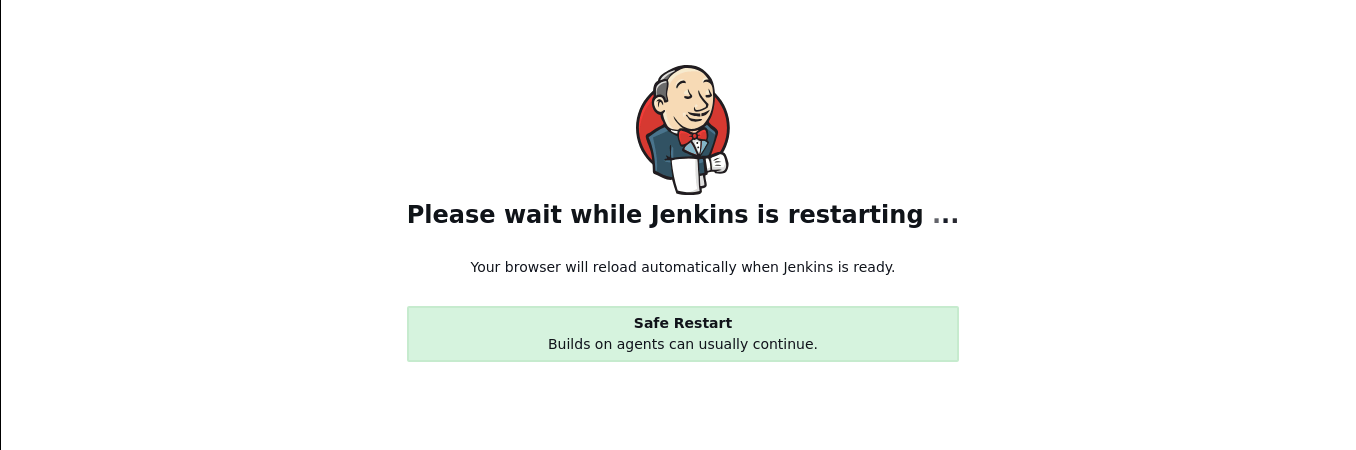 Please wait while Jenkins is restarting ...
Your browser will reload automatically when Jenkins is ready.
Safe Restart
Builds on agents can usually continue.